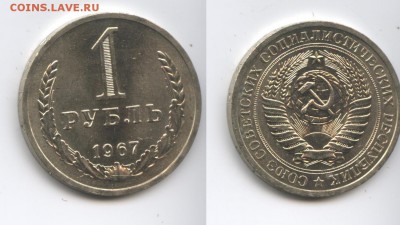 COINS.LAVE.RU
1
РУБЛЬ
1967
СОЮЗ СОВЕТСКИХ СОЦИАЛИСТИЧЕСКИХ РЕСПУБЛИК